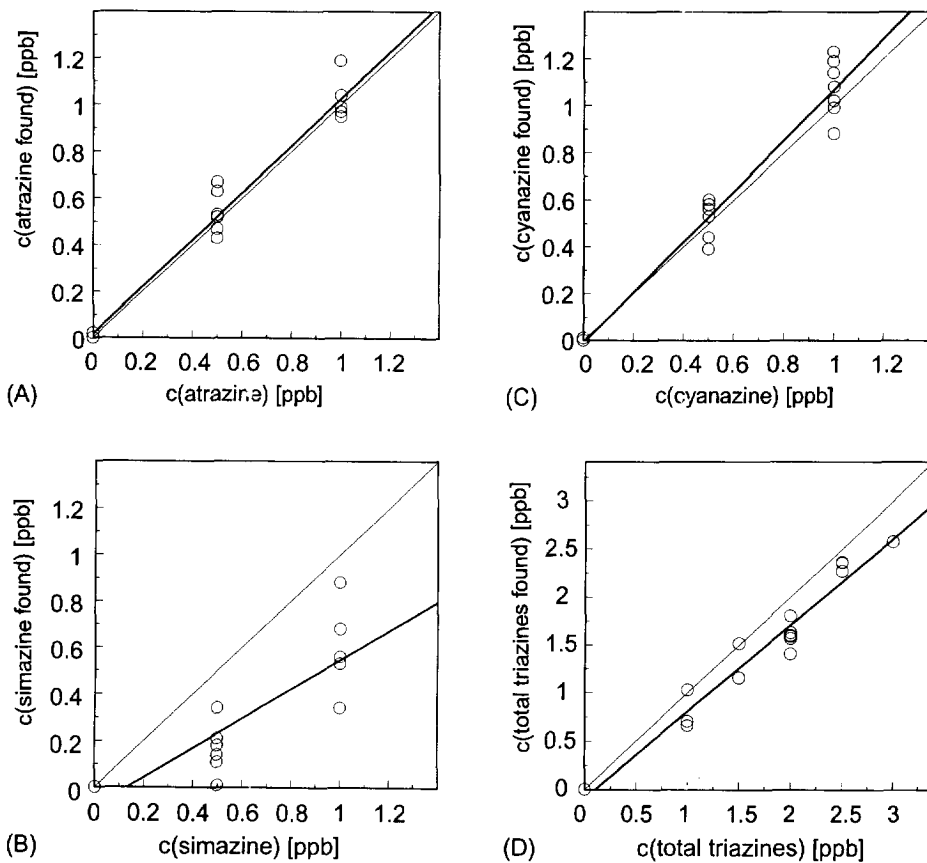 1.2
1
0.8
0.6
0.4
0.2
0
c(atrazine found) [ppb]
0 0.2 0.4 0.6 0.8 1 1.2
c(atrazine) [ppb]
(A)
1.2
1
0.8
0.6
0.4
0.2
0
c(cyanazine found) [ppb]
0 0.2 0.4 0.6 0.8 1 1.2
c(cyanazine) [ppb]
(C)
1.2
1
0.8
0.6
0.4
0.2
0
c(simazine found) [ppb]
0 0.2 0.4 0.6 0.8 1 1.2
c(simazine) [ppb]
(B)
3
2.5
2
1.5
1
0.5
0
c(total triazines found) [ppb]
0 0.5 1 1.5 2 2.5 3
c(total triazines) [ppb]
(D)